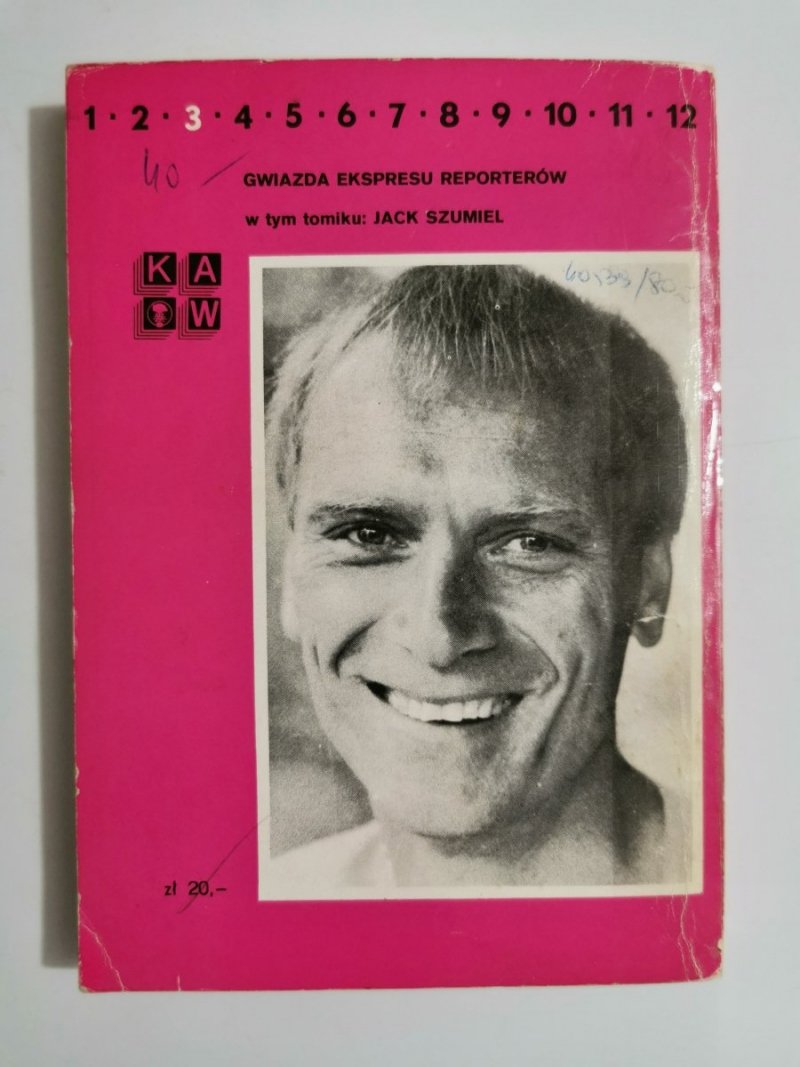 1 · 2 · 3 · 4 · 5 · 6 · 7 · 8 · 9 · 10 · 11 · 12
40 —
GWIAZDA EKSPRESU REPORTERÓW
w tym tomiku: JACK SZUMIEL
K A
W
zł 20,–